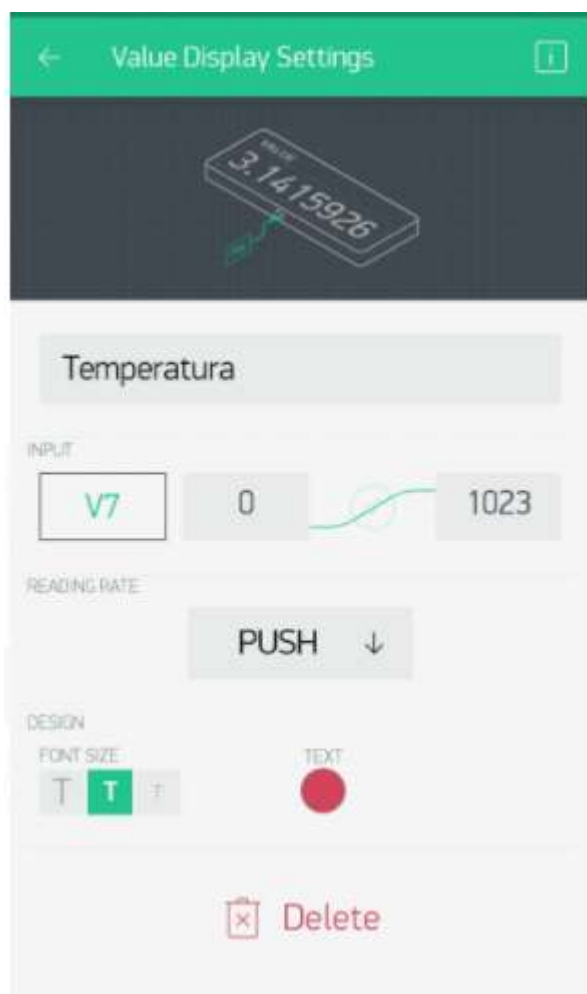 Value Display Settings
VALUE
3.1415926
Temperatura
INPUT
V7 0 1023
READING RATE
PUSH ↓
DESIGN
FONT SIZE TEXT
T T T
Delete